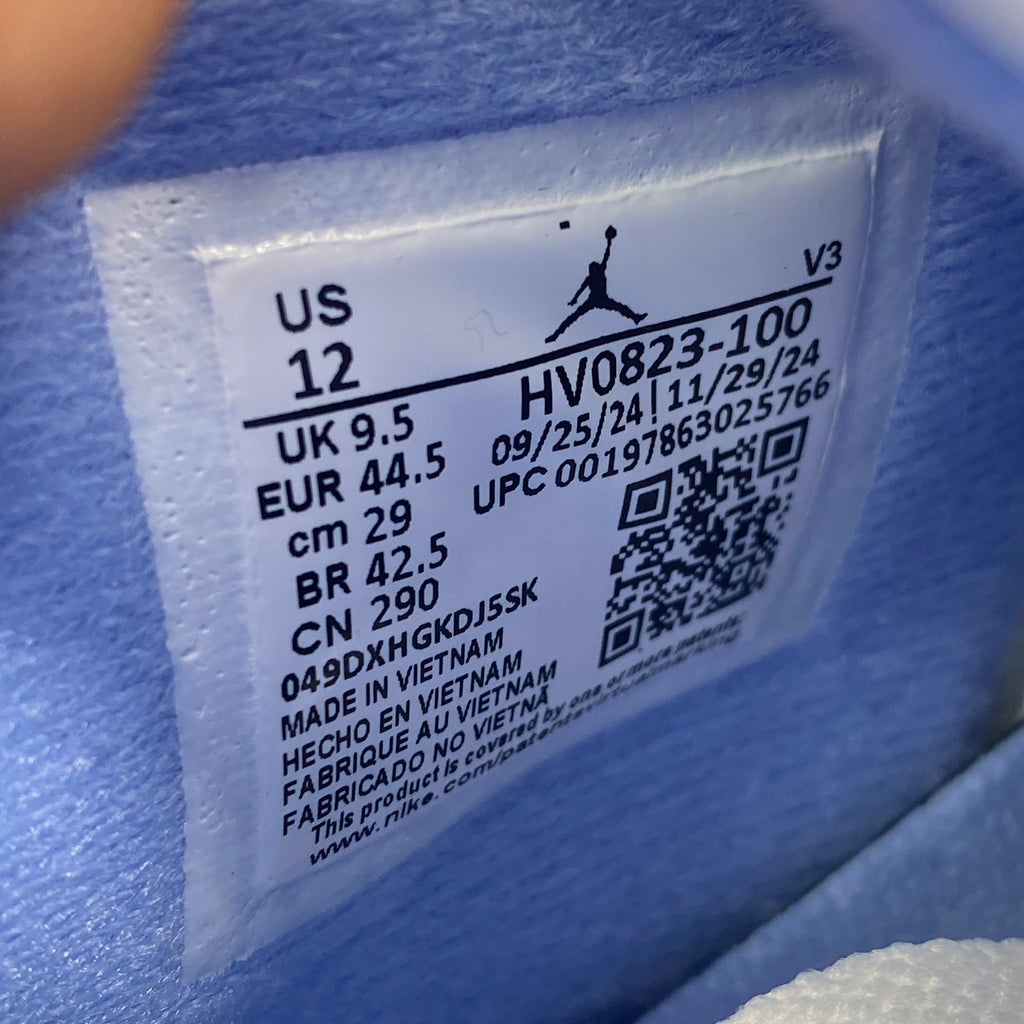 US
12
V3
UK 9.5
EUR 44.5
cm 29
BR 42.5
CN 290
HV0823-100
09/25/24 11/29/24
UPC 00197863025766
049DXHGKDJ5SK
MADE IN VIETNAM
HECHO EN VIETNAM
FABRIQUE AU VIETNAM
FABRICADO NO VIETNÃ
This product is covered by one or more patents.
www.nike.com/patentsvirtualmarking